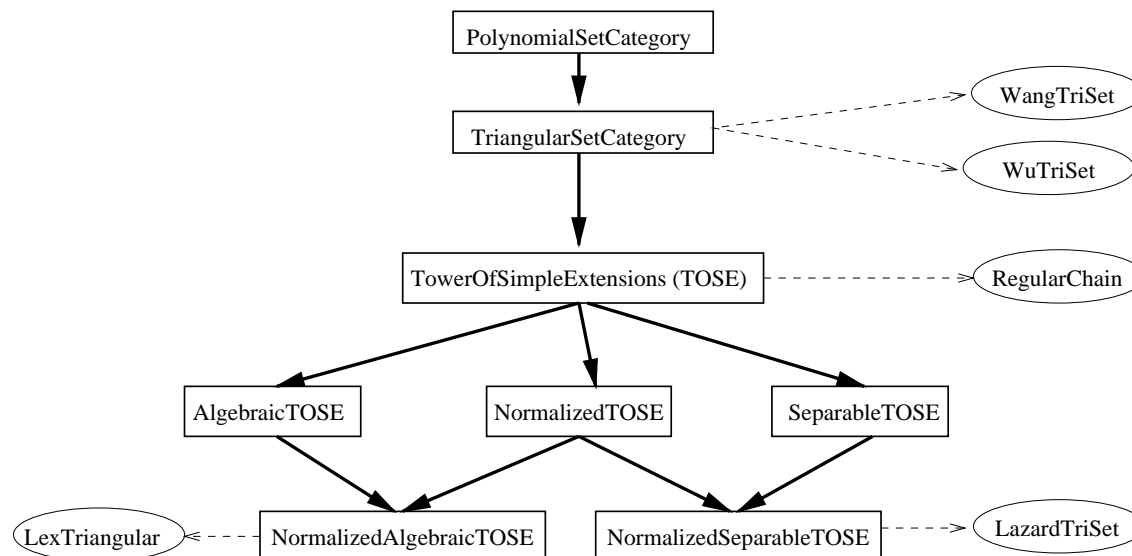 PolynomialSetCategory
WangTriSet
TriangularSetCategory
WuTriSet
TowerOfSimpleExtensions (TOSE)
RegularChain
AlgebraicTOSE
NormalizedTOSE
SeparableTOSE
LexTriangular
NormalizedAlgebraicTOSE
NormalizedSeparableTOSE
LazardTriSet